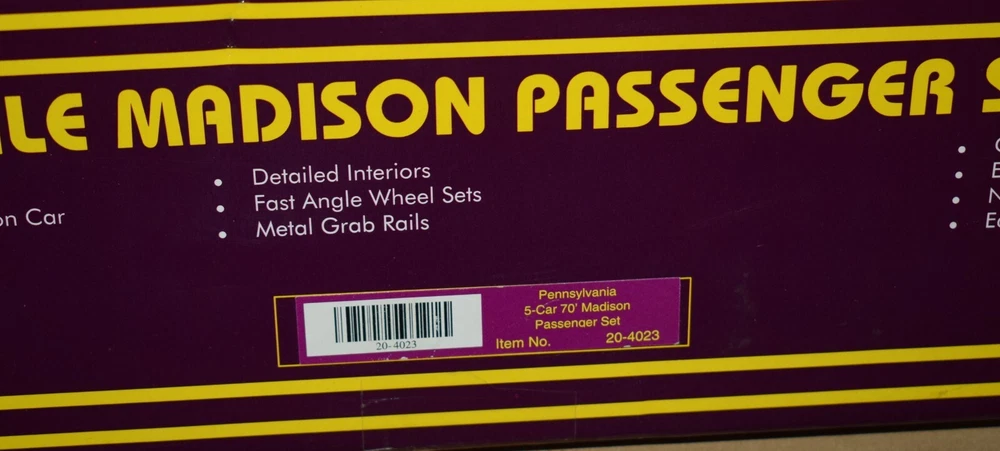 LE MADISON PASSENGER
• Detailed Interiors
• Fast Angle Wheel Sets
• Metal Grab Rails
on Car
20-4023
Pennsylvania
5-Car 70' Madison
Passenger Set
Item No. 20-4023